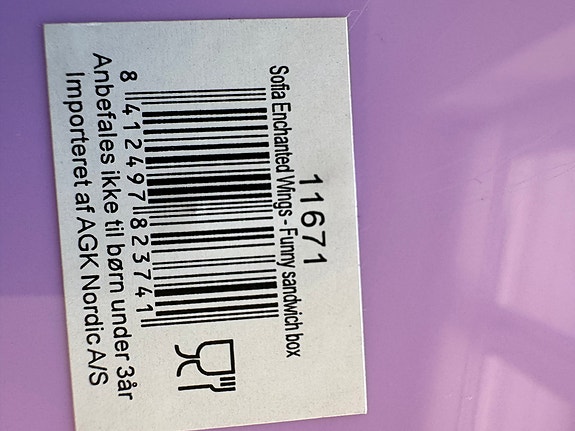 11671
Sofia Enchanted Wings - Funny sandwich box
8 412497 823741
Anbefales ikke til børn under 3år
Importeret af AGK Nordic A/S